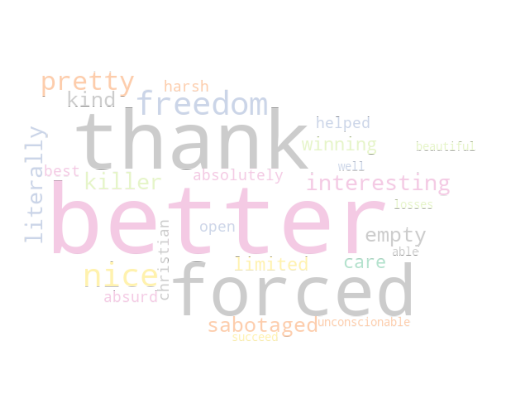 pretty
harsh
kind
freedom
thank
helped
winning
beautiful
literally
best
killer
absolutely
well
interesting
better
losses
christian
open
empty
able
nice
limited
care
absurd
forced
sabotaged
unconscionable
succeed